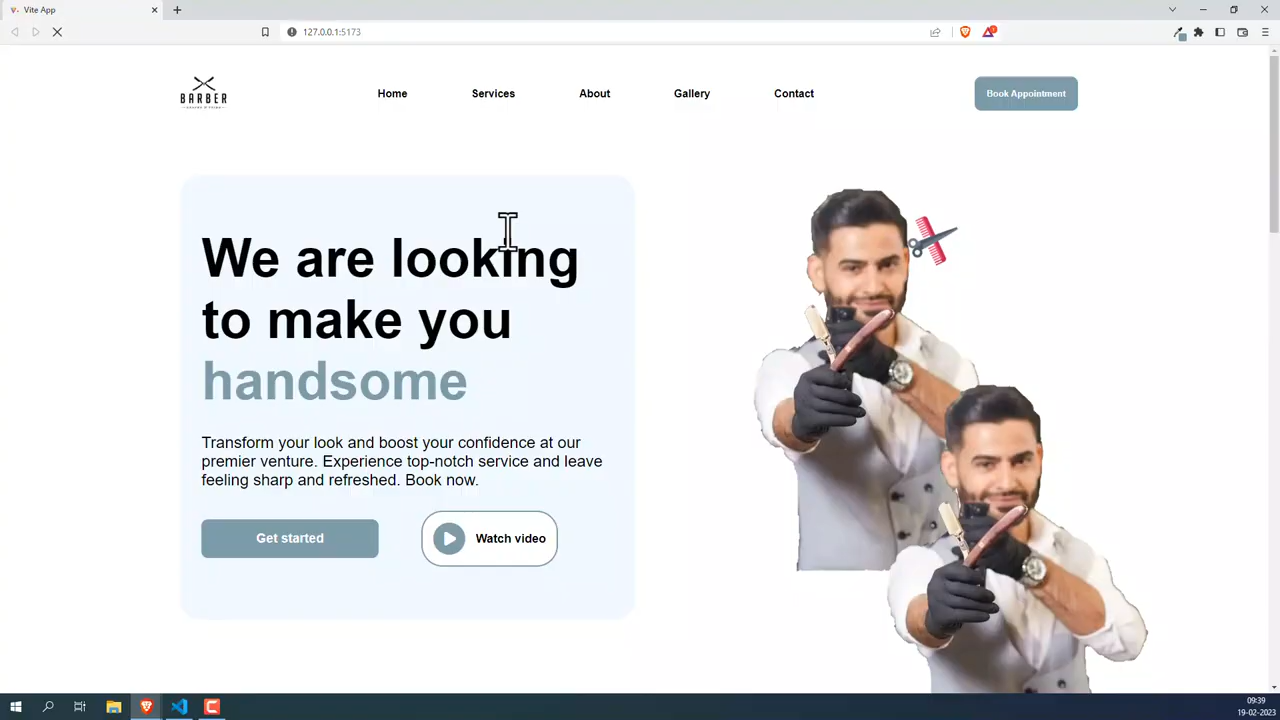 Vite App
127.0.0.1:5173
BARBER
Home
Services
About
Gallery
Contact
Book Appointment
We are looking
to make you
handsome
Transform your look and boost your confidence at our
premier venture. Experience top-notch service and leave
feeling sharp and refreshed. Book now.
Get started
Watch video
09:39
19-02-2023